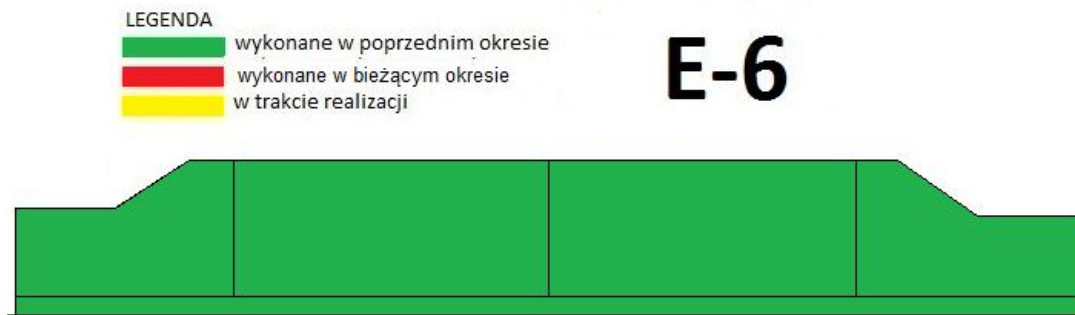 LEGENDA
wykonane w poprzednim okresie
wykonane w bieżącym okresie
w trakcie realizacji
E-6